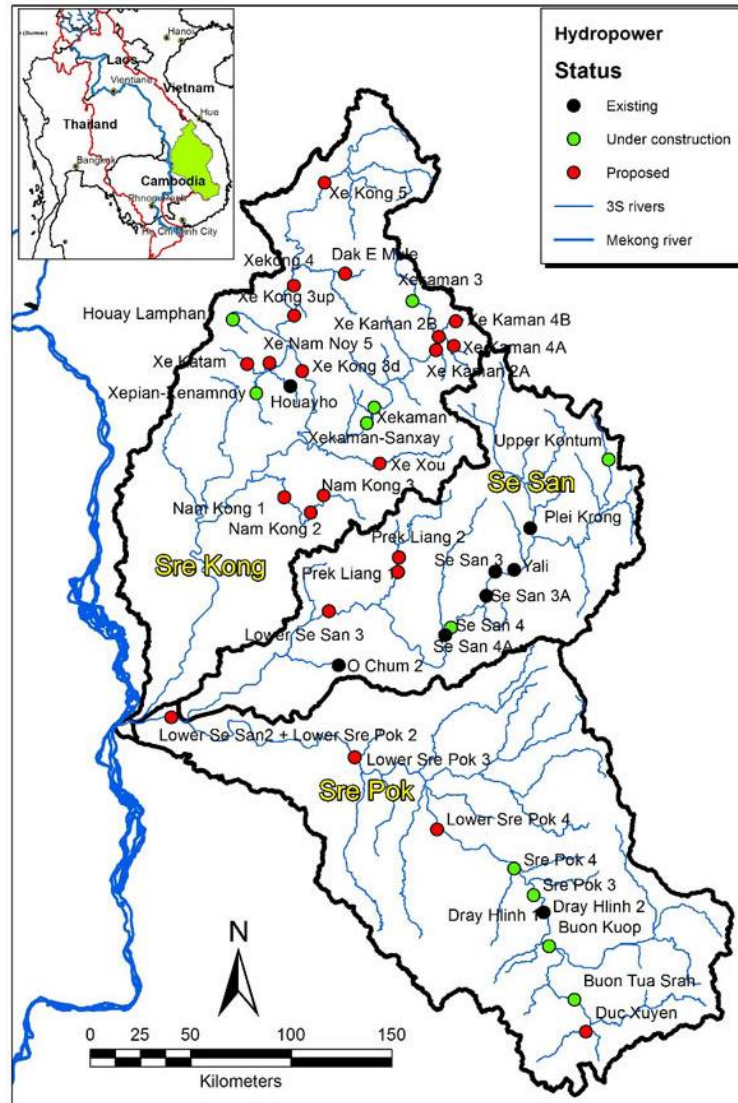 (Burma)
Hanoi
Laos
Vientiane
Vietnam
Hue
Thailand
Bangkok
Cambodia
Phnom Penh
Ho Chi Minh City
Hydropower
Status
Existing
Under construction
Proposed
3S rivers
Mekong river
Xe Kong 5
Dak E Mule
Xekong 4
Xekaman 3
Xe Kong 3up
Houay Lamphan
Xe Kaman 4B
Xe Kaman 2B
Xe Nam Noy 5
Xe Kaman 4A
Xe Katam
Xe Kong 3d
Xe Kaman 2A
Xepian-Xenamnoy
Houayho
Xekaman
Xekaman-Sanxay
Upper Kontum
Xe Xou
Se San
Nam Kong 3
Nam Kong 1
Nam Kong 2
Plei Krong
Prek Liang 2
Sre Kong
Se San 3
Yali
Prek Liang 1
Se San 3A
Se San 4
Lower Se San 3
Se San 4A
O Chum 2
Lower Se San2 + Lower Sre Pok 2
Lower Sre Pok 3
Sre Pok
Lower Sre Pok 4
Sre Pok 4
Sre Pok 3
Dray Hlinh 1
Dray Hlinh 2
Buon Kuop
N
Buon Tua Srah
Duc Xuyen
0 50 100 150
Kilometers